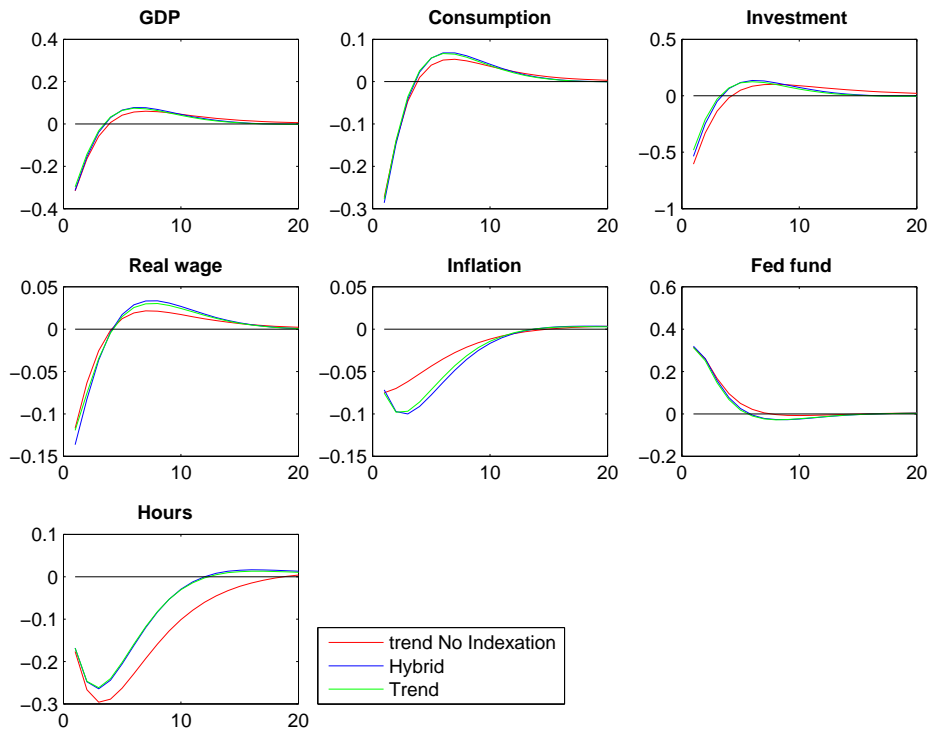 GDP
0.4
0.2
0
−0.2
−0.4
0 10 20
Consumption
0.1
0
−0.1
−0.2
−0.3
0 10 20
Investment
0.5
0
−0.5
−1
0 10 20
Real wage
0.05
0
−0.05
−0.1
−0.15
0 10 20
Inflation
0.05
0
−0.05
−0.1
−0.15
0 10 20
Fed fund
0.6
0.4
0.2
0
−0.2
0 10 20
Hours
0.1
0
−0.1
−0.2
−0.3
0 10 20
trend No Indexation
Hybrid
Trend